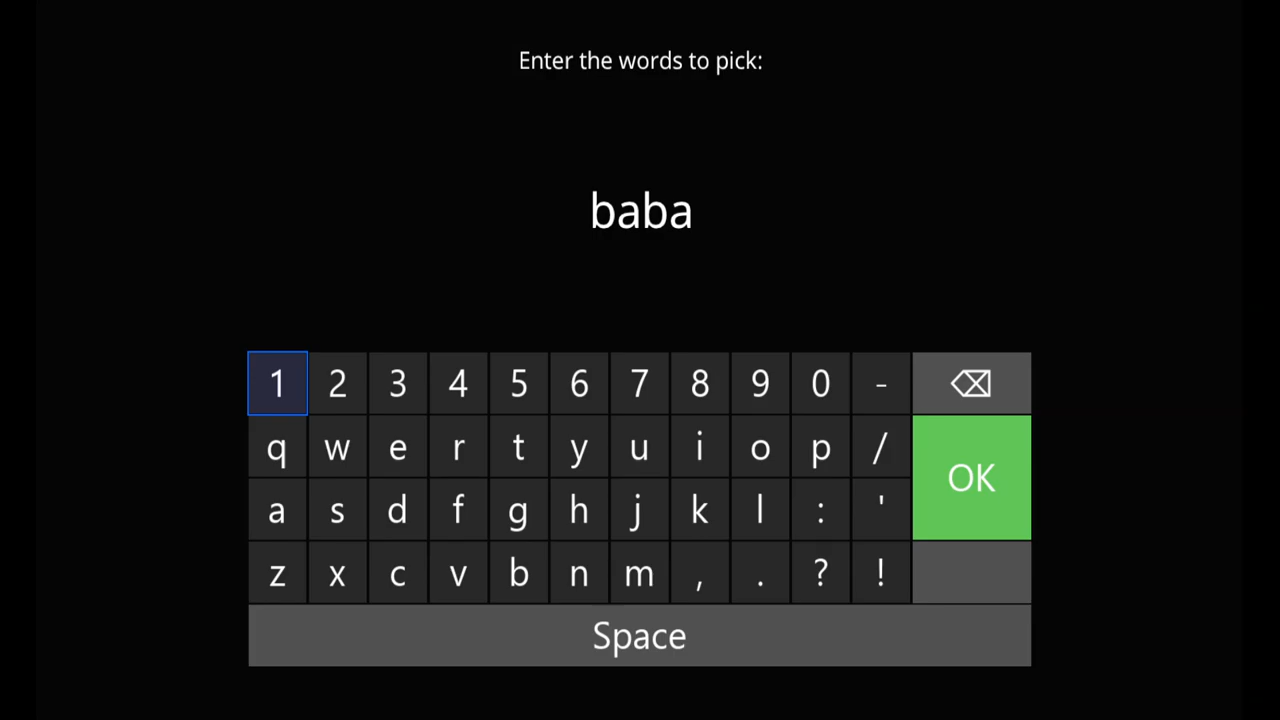 Enter the words to pick:
baba
1 2 3 4 5 6 7 8 9 0 - ⌫
q w e r t y u i o p /
OK
a s d f g h j k l : '
z x c v b n m , . ? !
Space